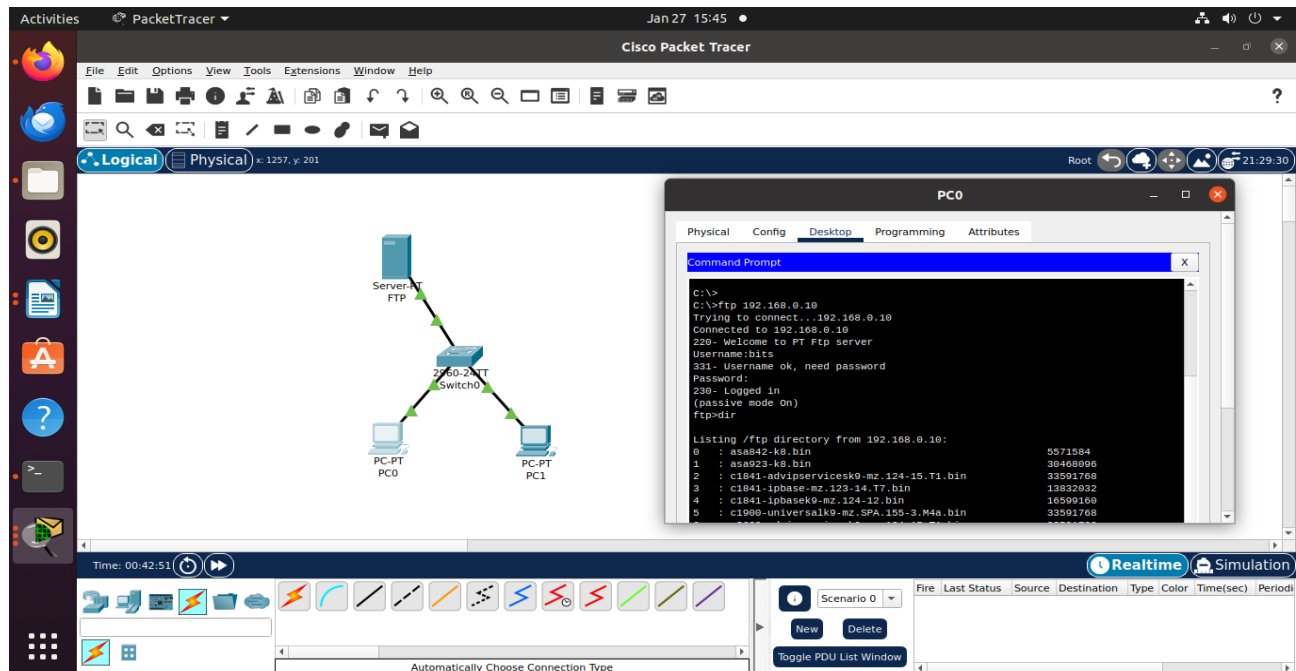 Activities PacketTracer Jan 27 15:45
Cisco Packet Tracer
File Edit Options View Tools Extensions Window Help
?
Logical Physical x: 1257, y: 201 Root 21:29:30
Server-PT
FTP
2960-24TT
Switch0
PC-PT
PC0
PC-PT
PC1
PC0
Physical Config Desktop Programming Attributes
Command Prompt X
C:\>
C:\>ftp 192.168.0.10
Trying to connect...192.168.0.10
Connected to 192.168.0.10
220- Welcome to PT Ftp server
Username:bits
331- Username ok, need password
Password:
230- Logged in
(passive mode On)
ftp>dir
Listing /ftp directory from 192.168.0.10:
0 : asa842-k8.bin 5571584
1 : asa923-k8.bin 30468096
2 : c1841-advipservicesk9-mz.124-15.T1.bin 33591768
3 : c1841-ipbase-mz.123-14.T7.bin 13832032
4 : c1841-ipbasek9-mz.124-12.bin 16599160
5 : c1900-universalk9-mz.SPA.155-3.M4a.bin 33591768
Time: 00:42:51 Realtime Simulation
Scenario 0
New Delete
Toggle PDU List Window
Fire Last Status Source Destination Type Color Time(sec) Periodi
Automatically Choose Connection Type